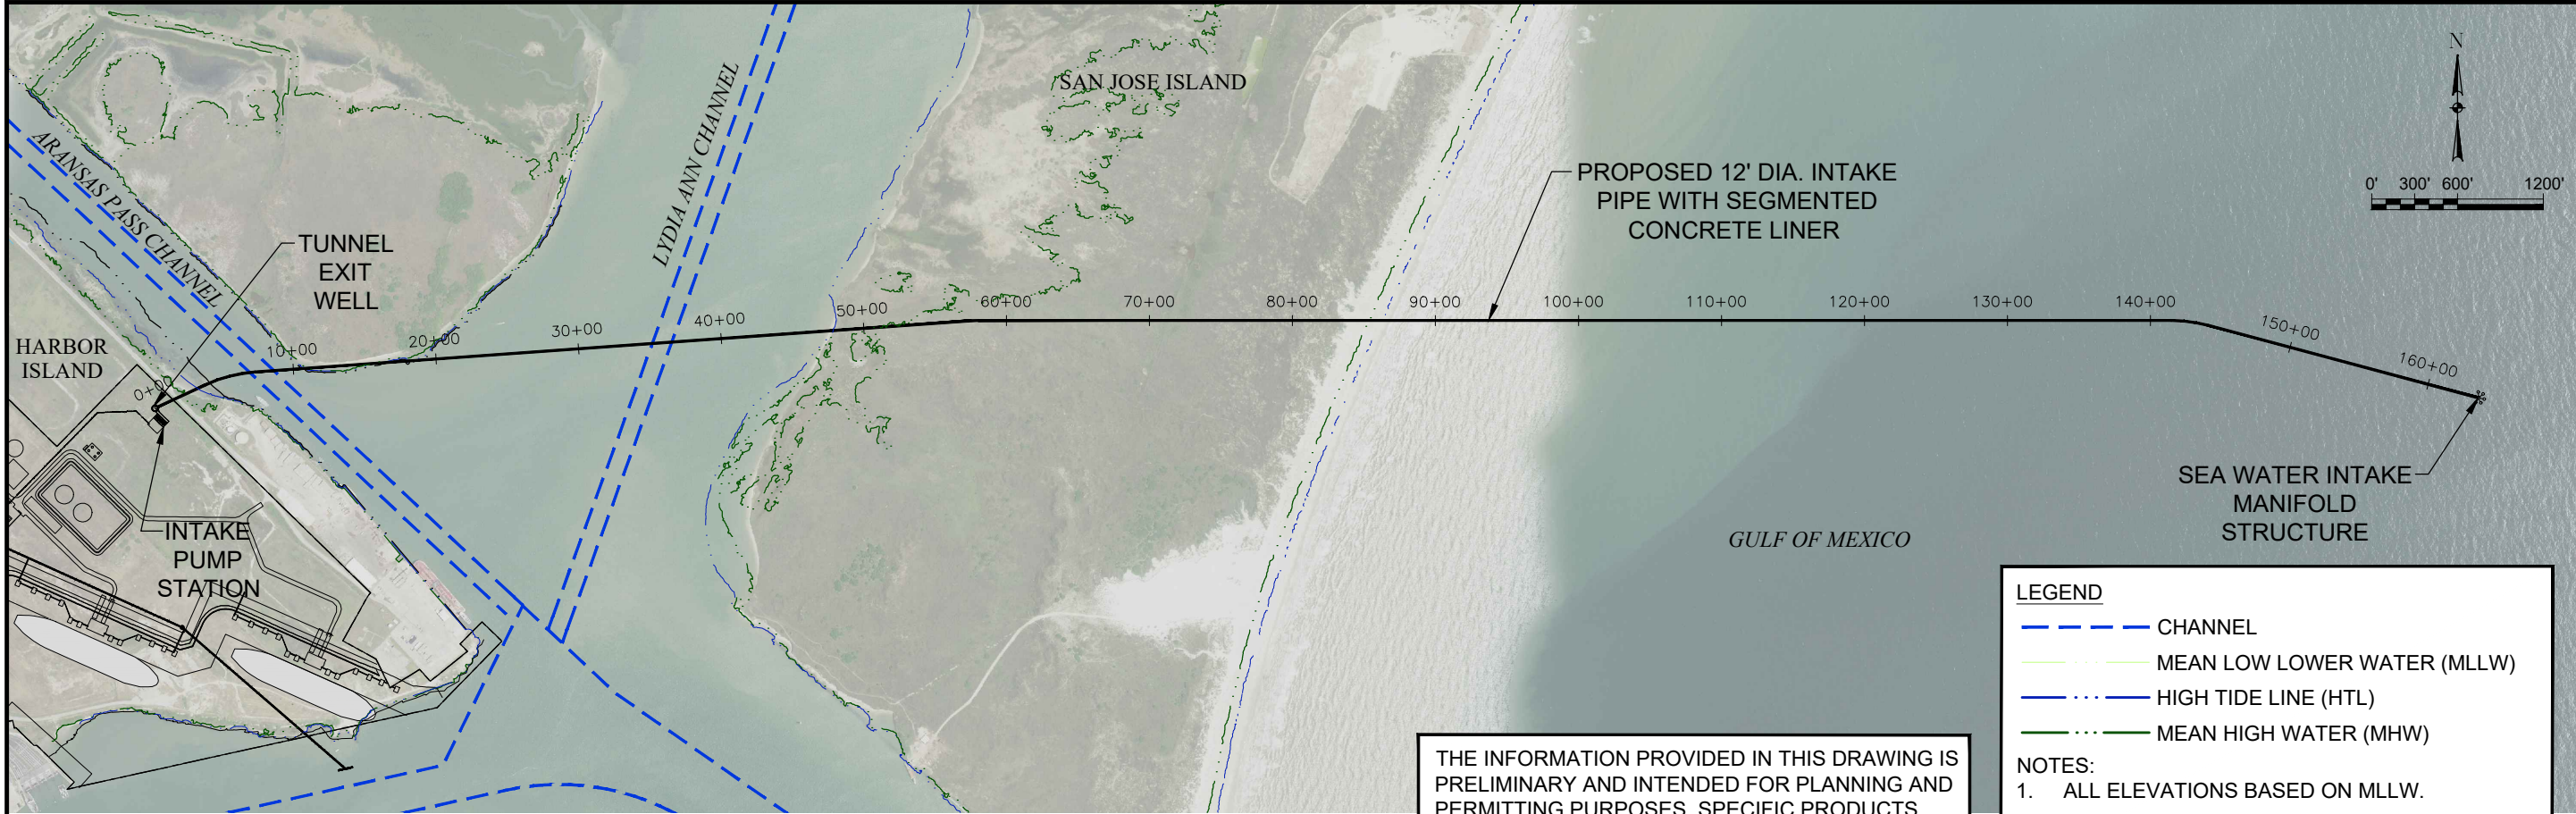 SAN JOSE ISLAND
N
0' 300' 600' 1200'
LYDIA ANN CHANNEL
ARANSAS PASS CHANNEL
PROPOSED 12' DIA. INTAKE
PIPE WITH SEGMENTED
CONCRETE LINER
TUNNEL
EXIT
WELL
HARBOR
ISLAND
0+00
10+00
20+00
30+00
40+00
50+00
60+00
70+00
80+00
90+00
100+00
110+00
120+00
130+00
140+00
150+00
160+00
INTAKE
PUMP
STATION
SEA WATER INTAKE
MANIFOLD
STRUCTURE
GULF OF MEXICO
LEGEND
CHANNEL
MEAN LOW LOWER WATER (MLLW)
HIGH TIDE LINE (HTL)
MEAN HIGH WATER (MHW)
NOTES:
1. ALL ELEVATIONS BASED ON MLLW.
THE INFORMATION PROVIDED IN THIS DRAWING IS
PRELIMINARY AND INTENDED FOR PLANNING AND
PERMITTING PURPOSES. SPECIFIC PRODUCTS